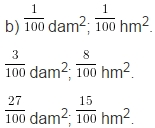 b) 1/100 dam²; 1/100 hm².
3/100 dam²; 8/100 hm².
27/100 dam²; 15/100 hm².